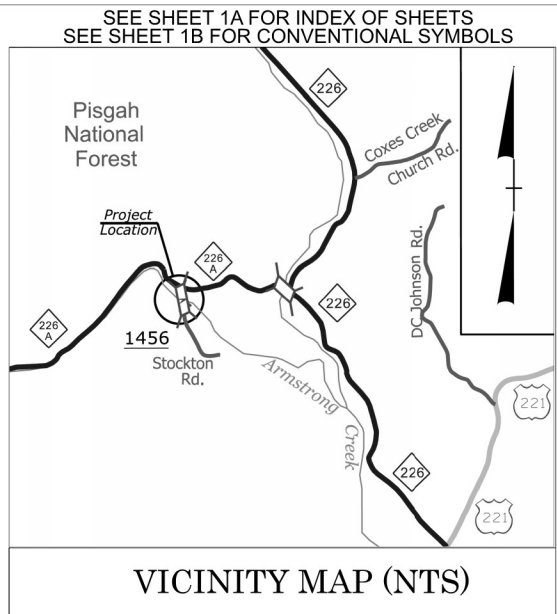 SEE SHEET 1A FOR INDEX OF SHEETS
SEE SHEET 1B FOR CONVENTIONAL SYMBOLS
226
Pisgah
National
Forest
Coxes Creek
Church Rd.
Project
Location
226
A
226
DC Johnson Rd.
226
A
1456
Stockton
Rd.
Armstrong
Creek
221
226
221
VICINITY MAP (NTS)